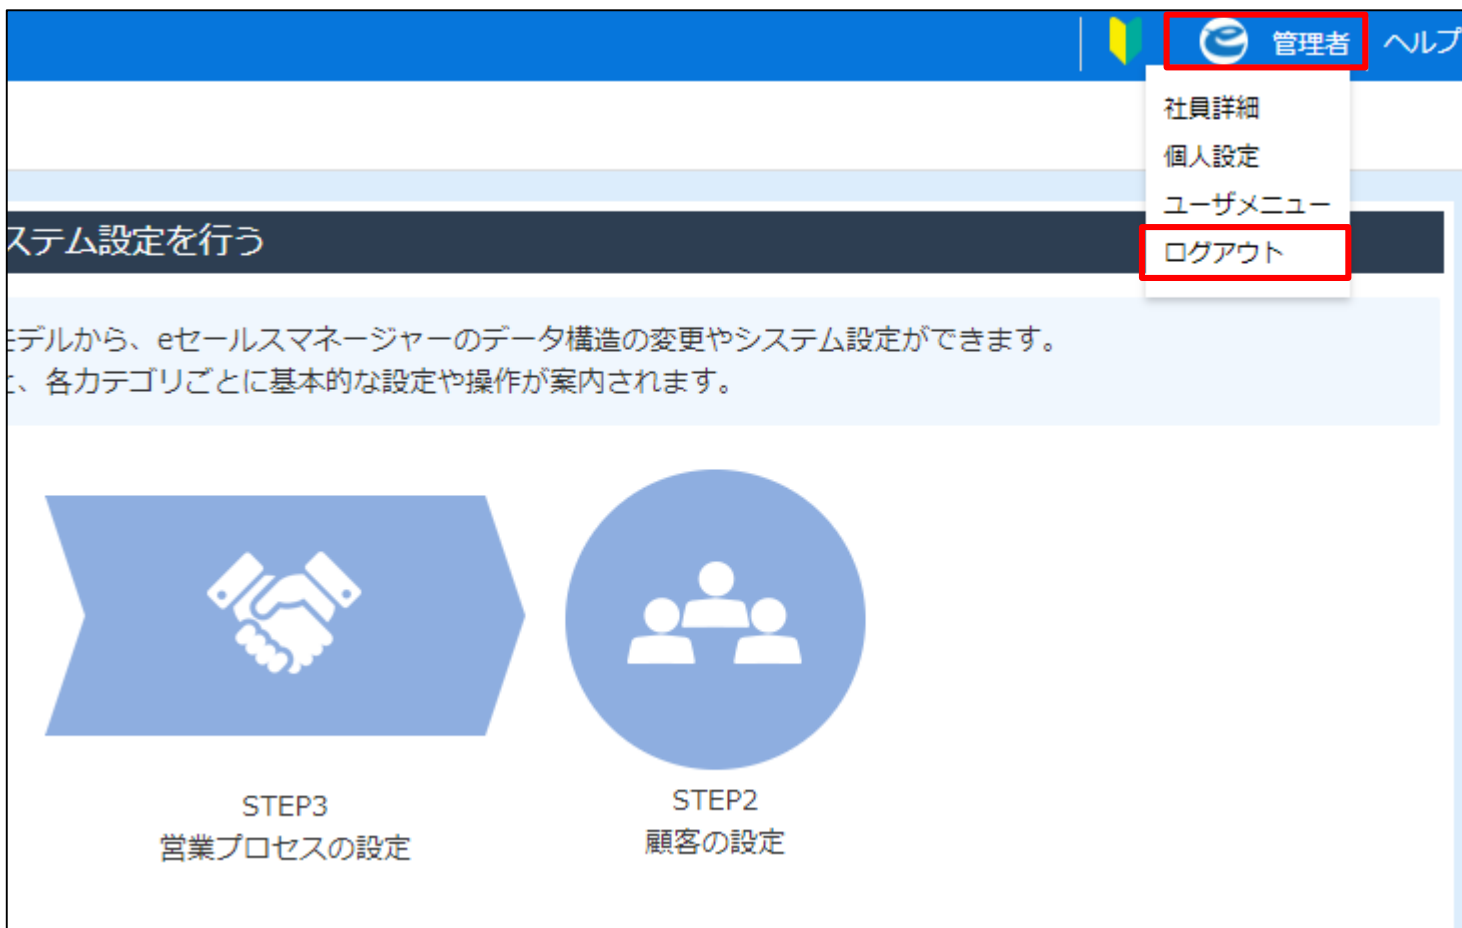 管理者 ヘルプ
社員詳細
個人設定
ユーザメニュー
ログアウト
ステム設定を行う
デルから、eセールスマネージャーのデータ構造の変更やシステム設定ができます。
、各カテゴリごとに基本的な設定や操作が案内されます。
STEP3
営業プロセスの設定
STEP2
顧客の設定